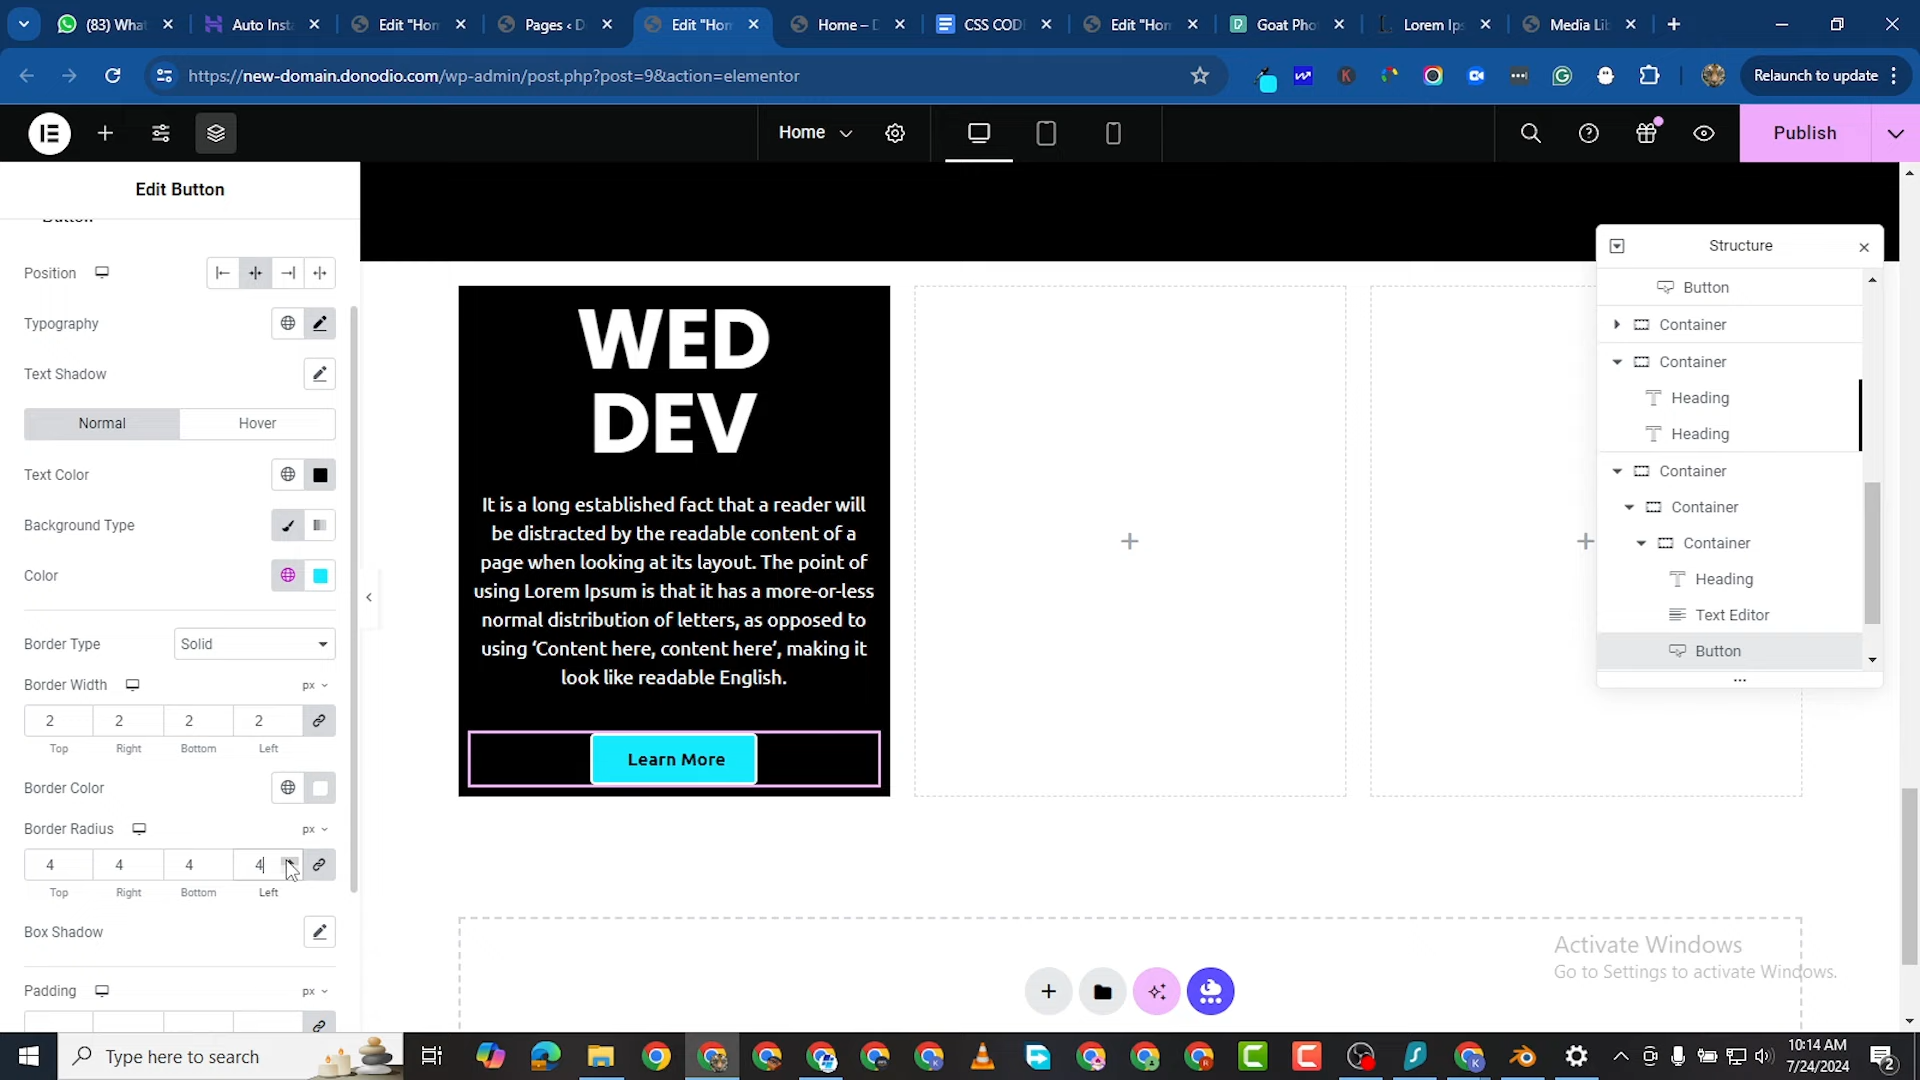 (83) What
Auto Inst
Edit "Hon
Pages < D
Edit "Hon
Home – D
CSS CODI
Edit "Hon
Goat Pho
Lorem Ips
Media Lib
https://new-domain.donodio.com/wp-admin/post.php?post=9&action=elementor
Relaunch to update
Home
Publish
Edit Button
Button
Position
Typography
Text Shadow
Normal
Hover
Text Color
Background Type
Color
Border Type
Solid
Border Width
px
2 2 2 2
Top Right Bottom Left
Border Color
Border Radius
px
4 4 4 4
Top Right Bottom Left
Box Shadow
Padding
px
WED
DEV
It is a long established fact that a reader will
be distracted by the readable content of a
page when looking at its layout. The point of
using Lorem Ipsum is that it has a more-or-less
normal distribution of letters, as opposed to
using ‘Content here, content here’, making it
look like readable English.
Learn More
Structure
Button
Container
Container
Heading
Heading
Container
Container
Container
Heading
Text Editor
Button
Activate Windows
Go to Settings to activate Windows.
Type here to search
10:14 AM
7/24/2024
2